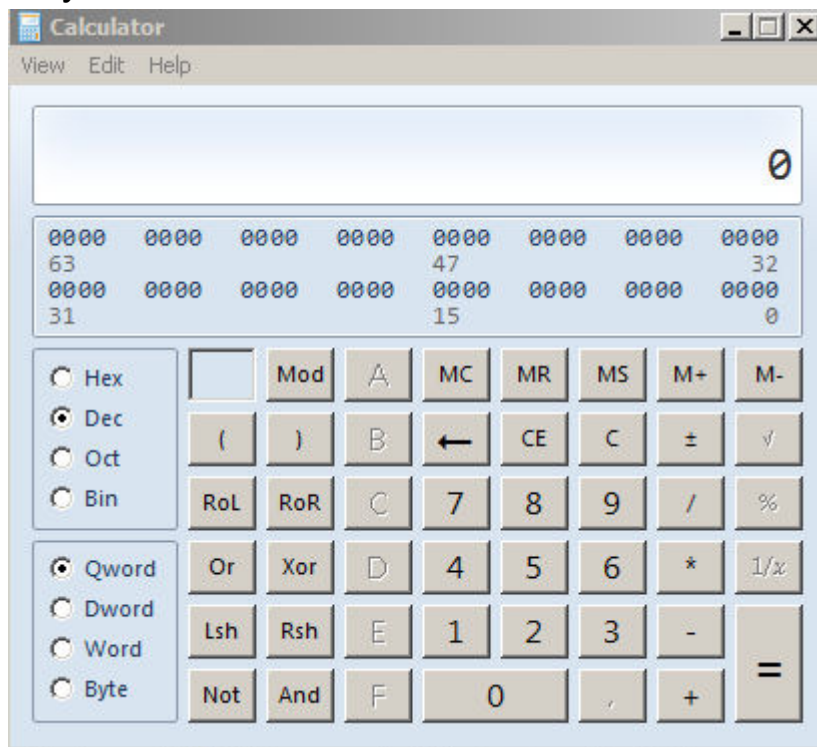 Calculator
View Edit Help
0
0000 0000 0000 0000 0000 0000 0000 0000
63 47 32
0000 0000 0000 0000 0000 0000 0000 0000
31 15 0
Hex Mod A MC MR MS M+ M-
Dec
( ) B ← CE C ± √
Oct
Bin RoL RoR C 7 8 9 / %
Qword Or Xor D 4 5 6 * 1/x
Dword
Lsh Rsh E 1 2 3 - =
Word
Byte Not And F 0 , +